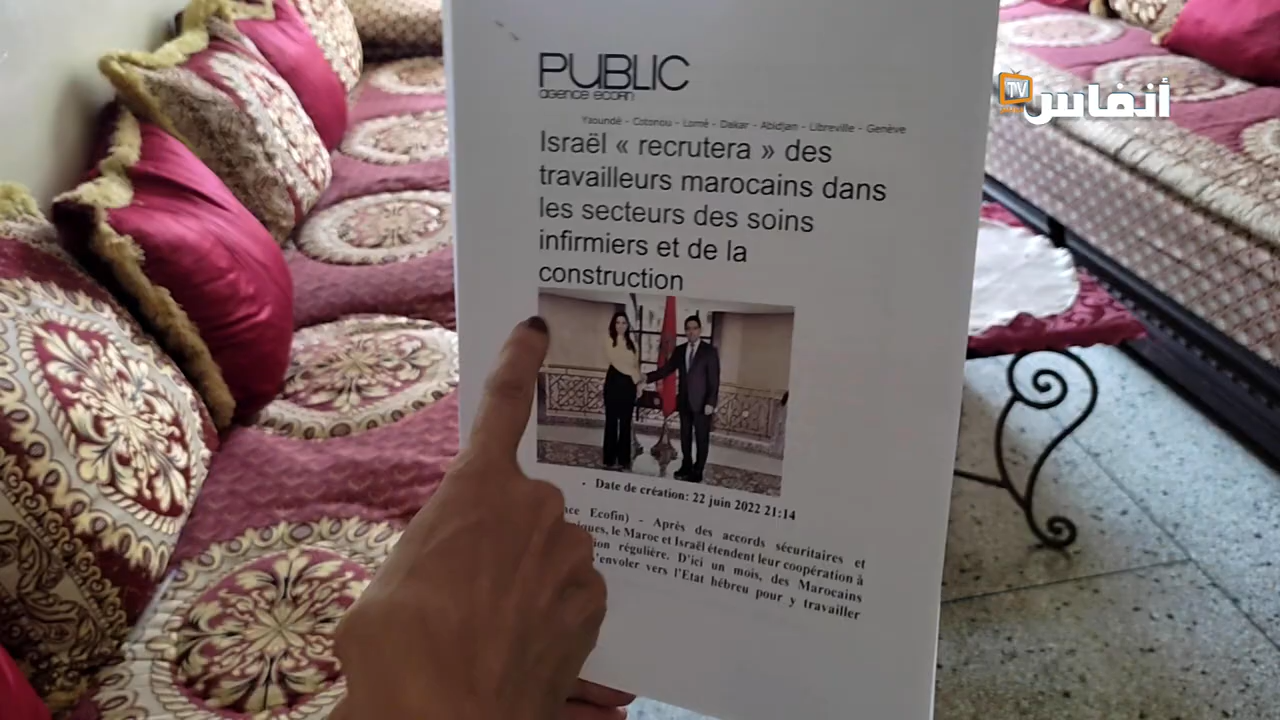 PUBLIC
agence ecofin
Yaoundé - Cotonou - Lomé - Dakar - Abidjan - Libreville - Genève
Israël « recrutera » des
travailleurs marocains dans
les secteurs des soins
infirmiers et de la
construction
Date de création: 22 juin 2022 21:14
Ecofin) - Après des accords sécuritaires et
le Maroc et Israël étendent leur coopération à
régulière. D'ici un mois, des Marocains
s'envoler vers l'Etat hébreu pour y travailler
TV أنفاس